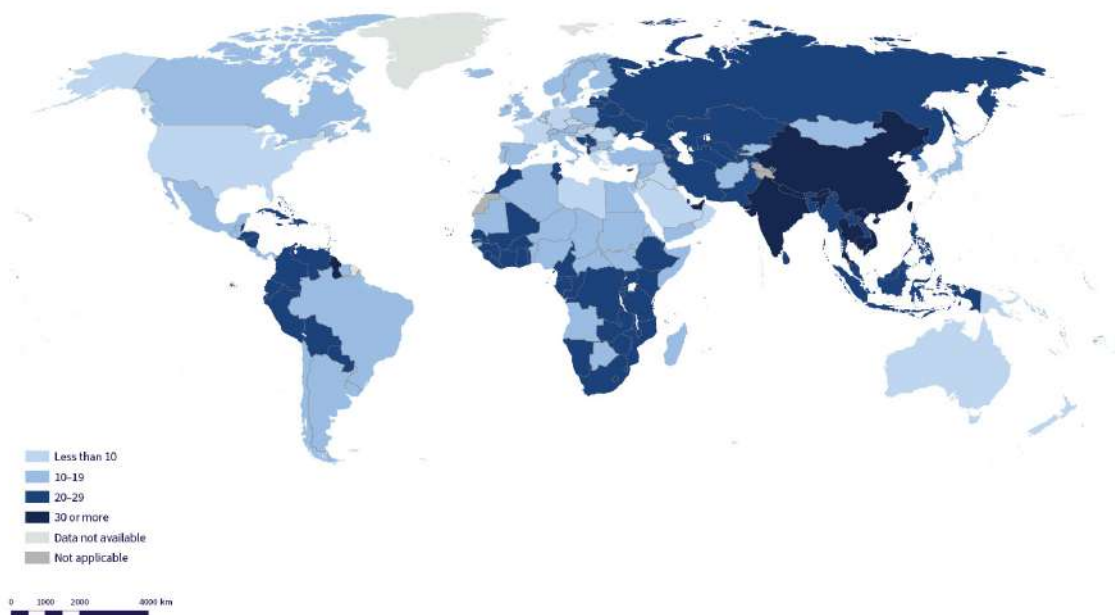 Less than 10
10–19
20–29
30 or more
Data not available
Not applicable
0 1000 2000 4000 km